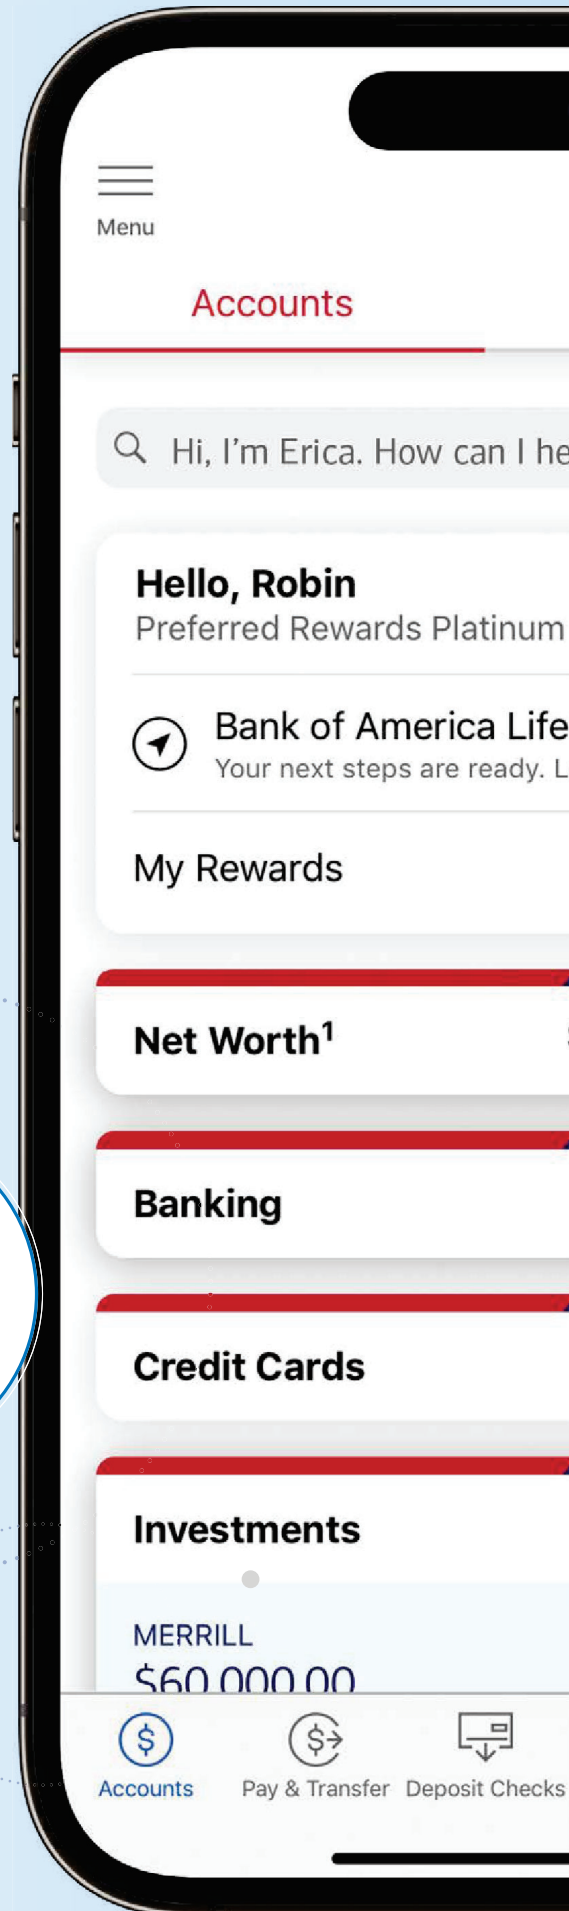 Menu
Accounts
Hi, I'm Erica. How can I he
Hello, Robin
Preferred Rewards Platinum
Bank of America Life
Your next steps are ready. L
My Rewards
Net Worth¹
Banking
Credit Cards
Investments
MERRILL
$60,000.00
Accounts Pay & Transfer Deposit Checks